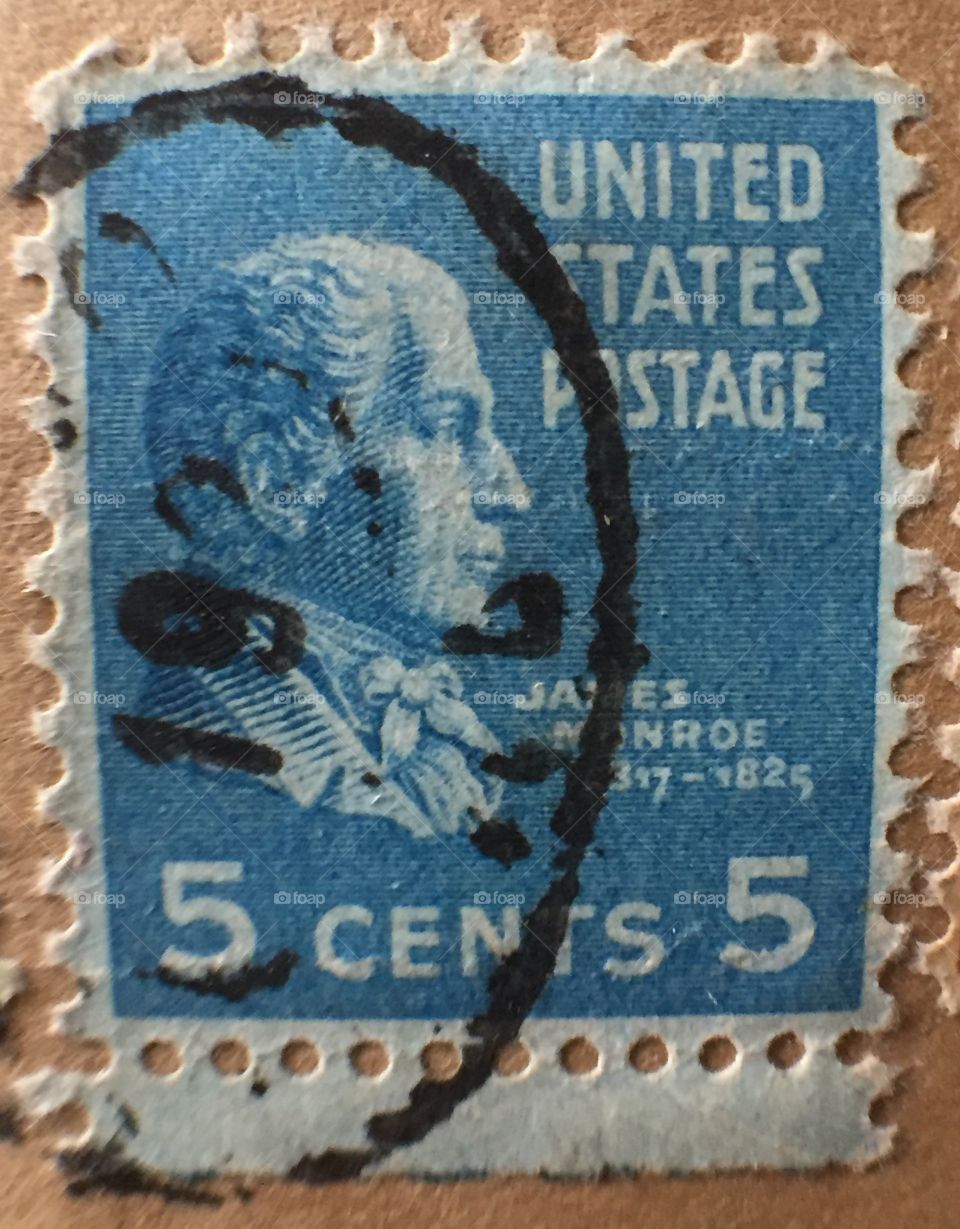 UNITED
STATES
POSTAGE
JAMES
MONROE
1817-1825
5 CENTS 5